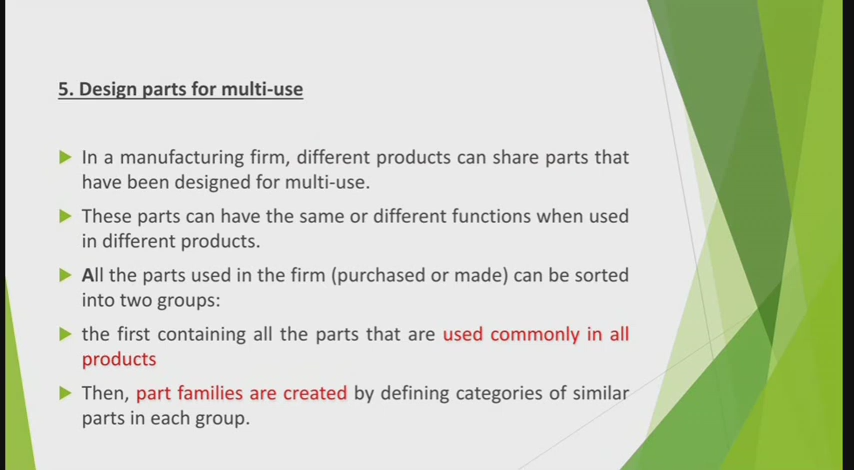 5. Design parts for multi-use
In a manufacturing firm, different products can share parts that
have been designed for multi-use.
These parts can have the same or different functions when used
in different products.
All the parts used in the firm (purchased or made) can be sorted
into two groups:
the first containing all the parts that are used commonly in all
products
Then, part families are created by defining categories of similar
parts in each group.